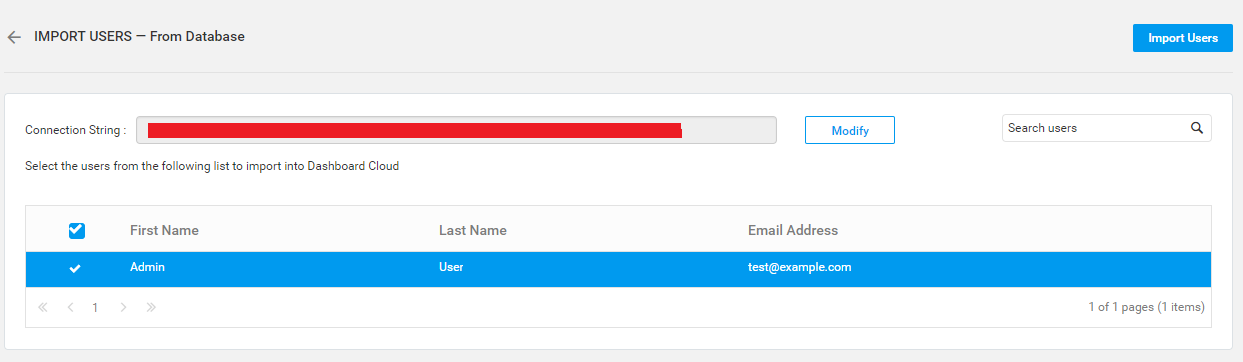 IMPORT USERS — From Database
Import Users
Connection String :
Modify
Search users
Select the users from the following list to import into Dashboard Cloud
First Name Last Name Email Address
Admin User test@example.com
1 1 of 1 pages (1 items)